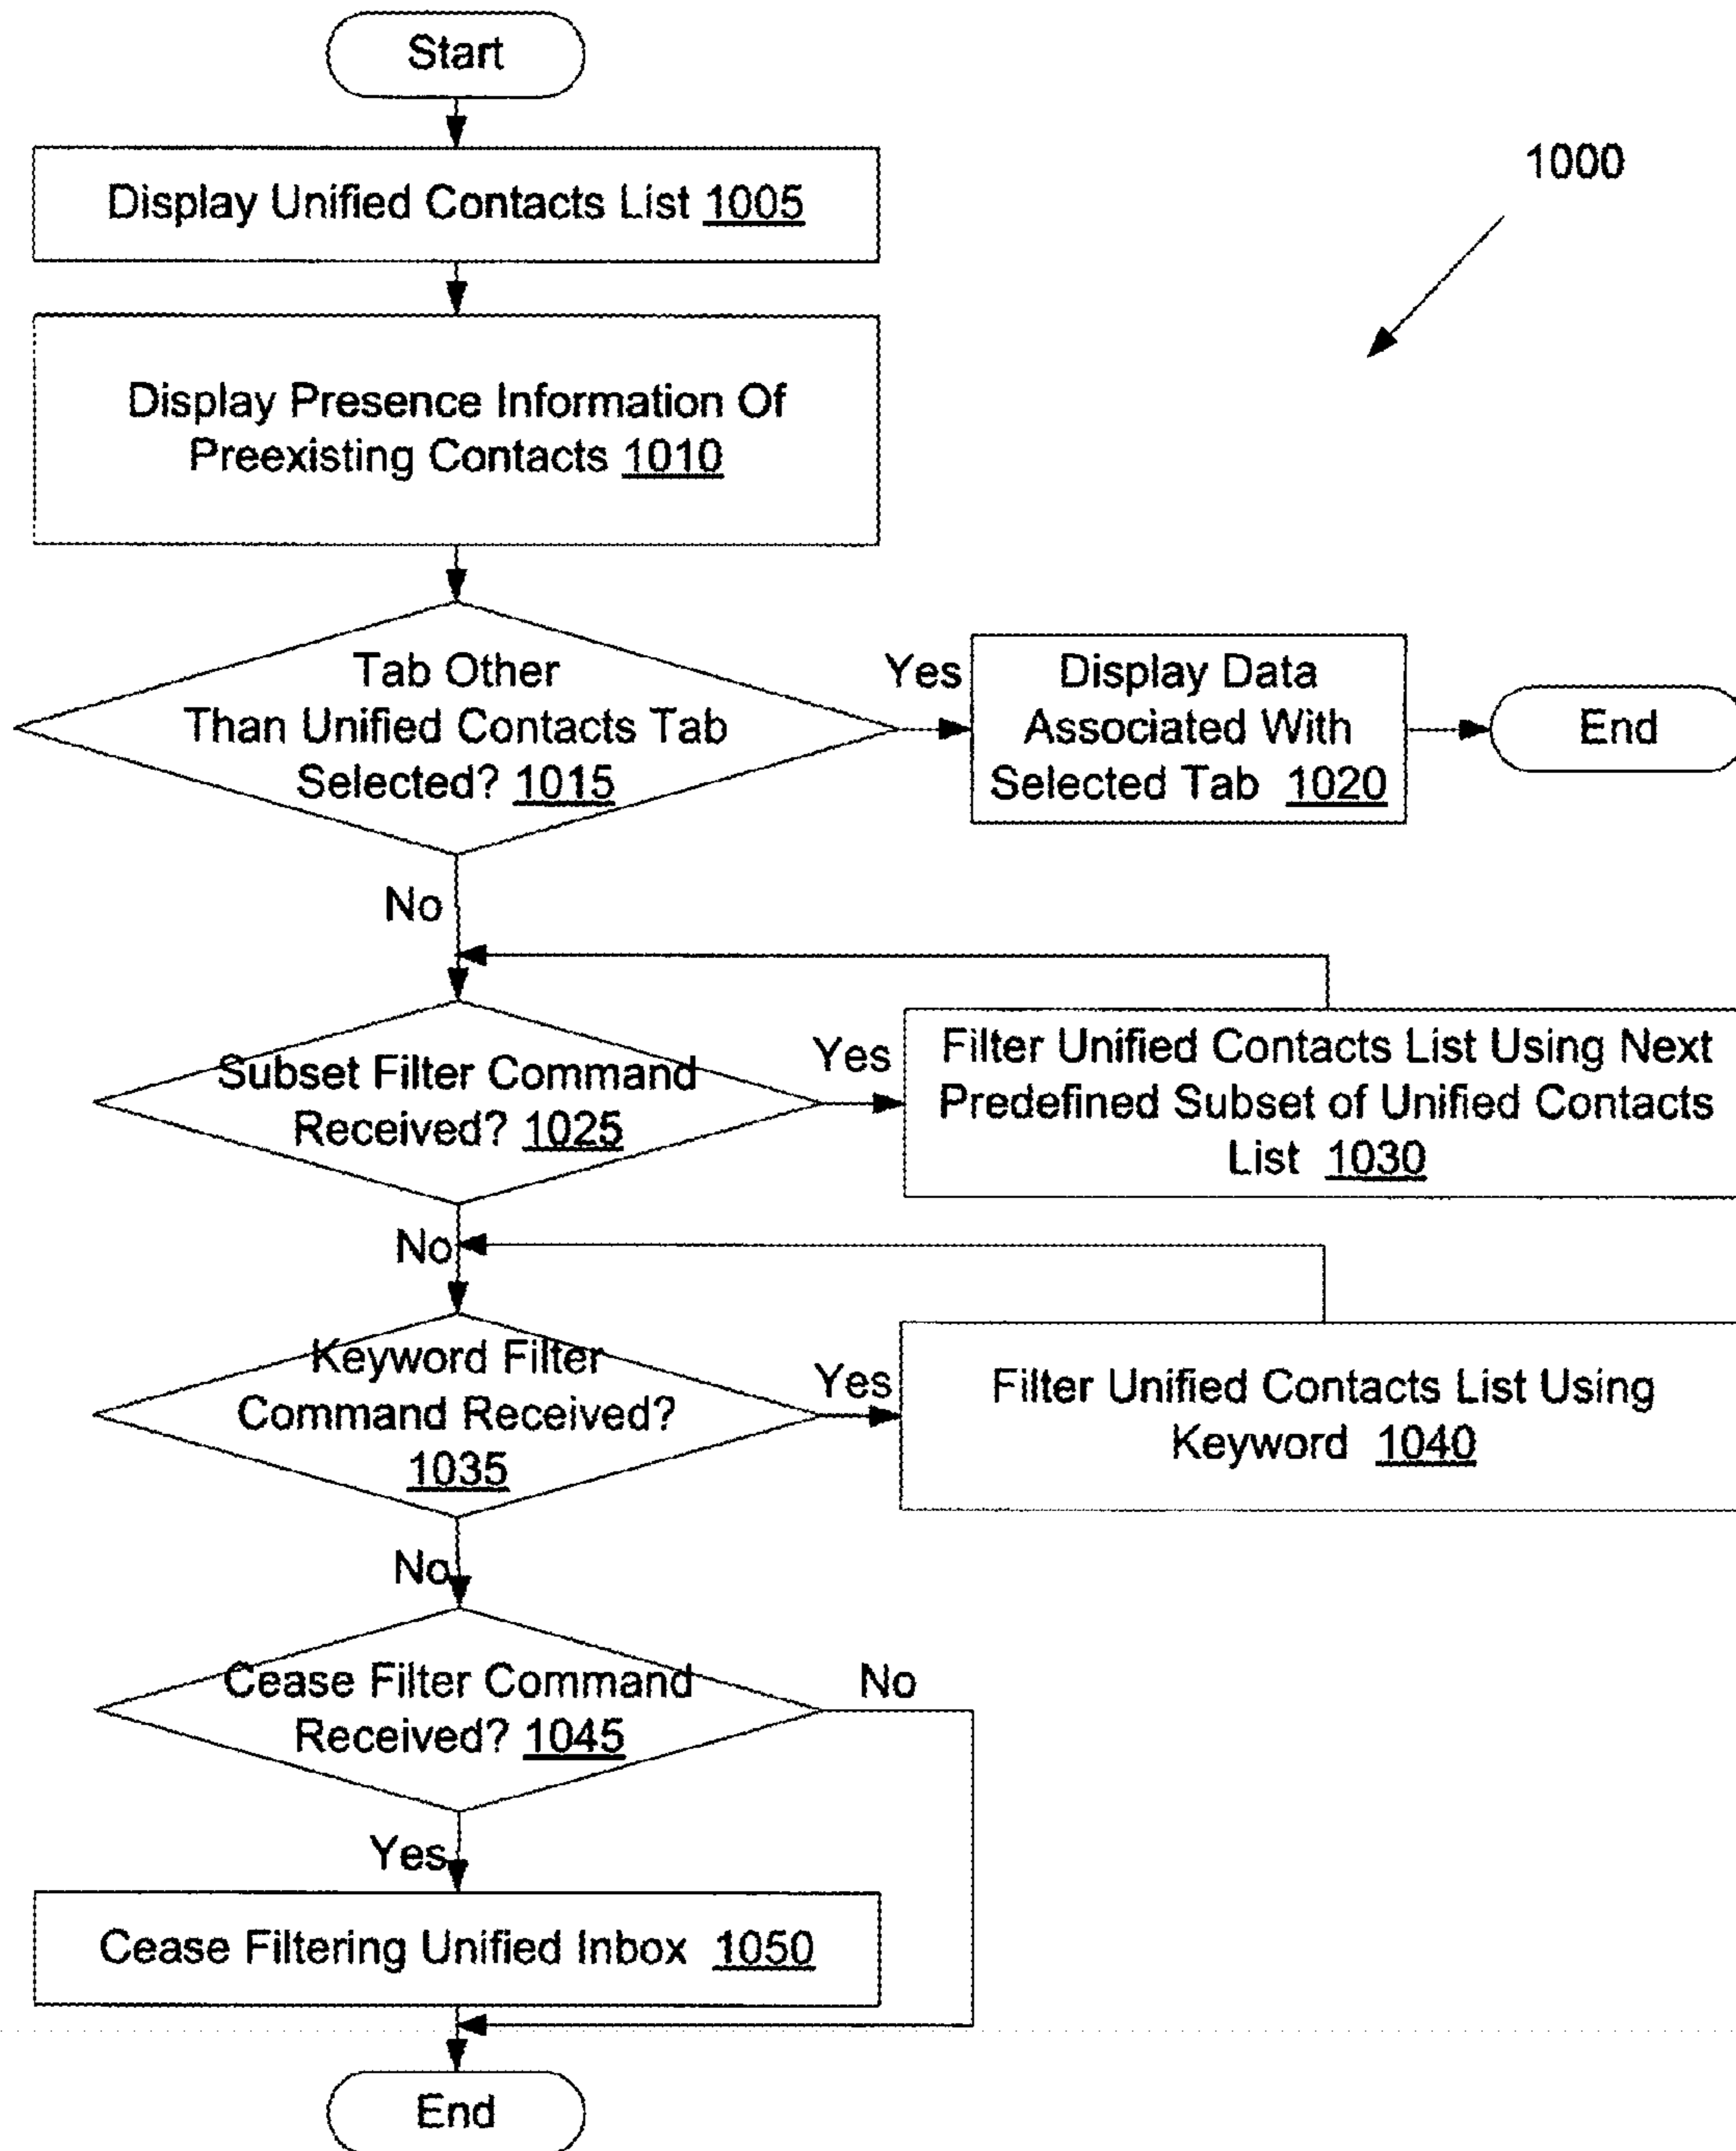 Start
1000
Display Unified Contacts List 1005
Display Presence Information Of
Preexisting Contacts 1010
Tab Other
Than Unified Contacts Tab
Selected? 1015
Yes
Display Data
Associated With
Selected Tab 1020
End
No
Subset Filter Command
Received? 1025
Yes
Filter Unified Contacts List Using Next
Predefined Subset of Unified Contacts
List 1030
No
Keyword Filter
Command Received?
1035
Yes
Filter Unified Contacts List Using
Keyword 1040
No
Cease Filter Command
Received? 1045
No
Yes
Cease Filtering Unified Inbox 1050
End